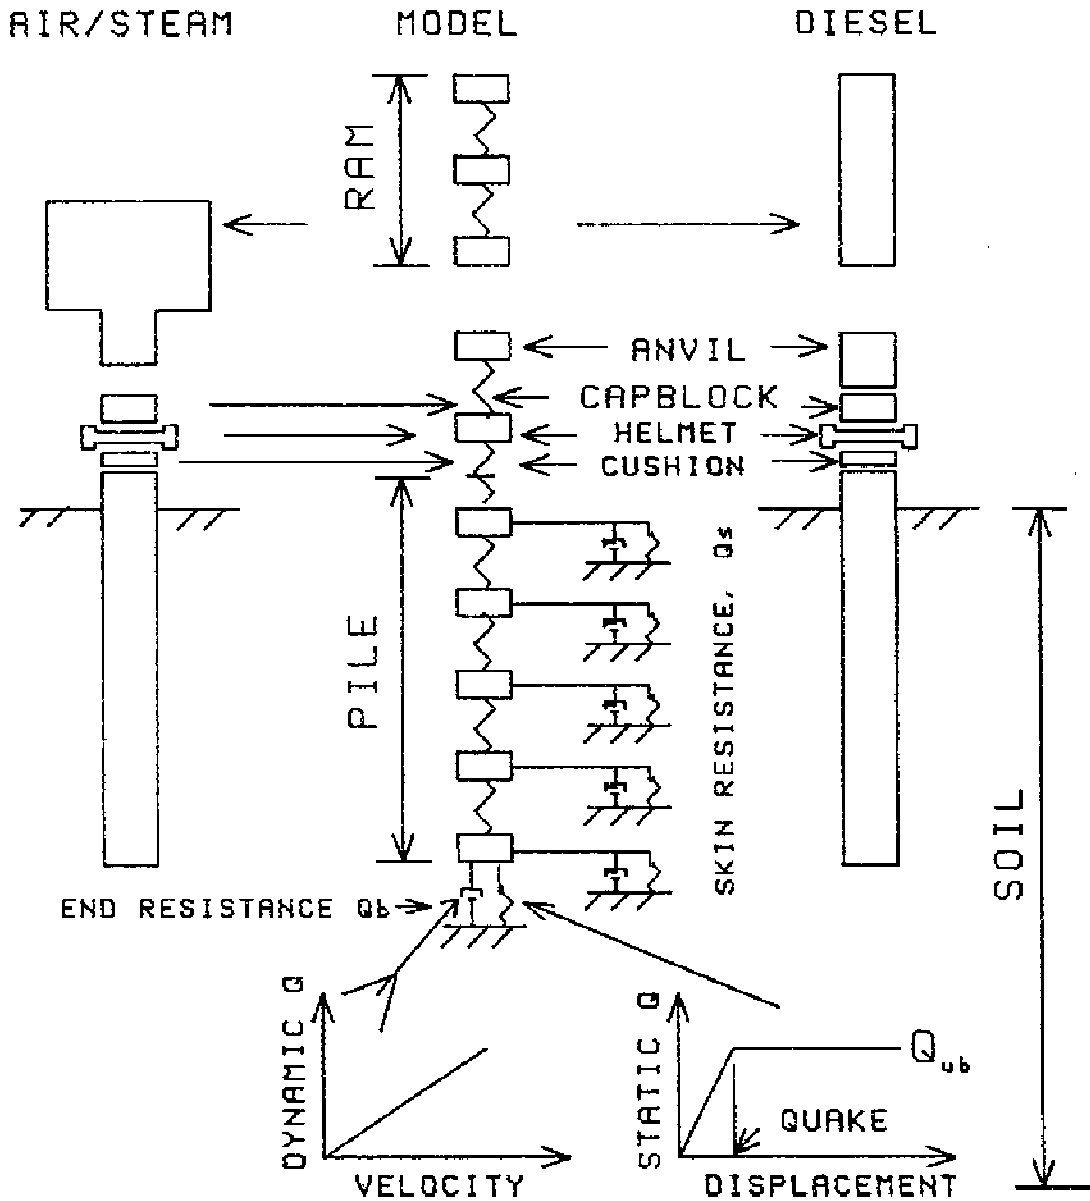 AIR/STEAM
MODEL
DIESEL
RAM
ANVIL
CAPBLOCK
HELMET
CUSHION
PILE
SKIN RESISTANCE, Qs
SOIL
END RESISTANCE Qb
DYNAMIC Q
VELOCITY
STATIC Q
Qub
QUAKE
DISPLACEMENT